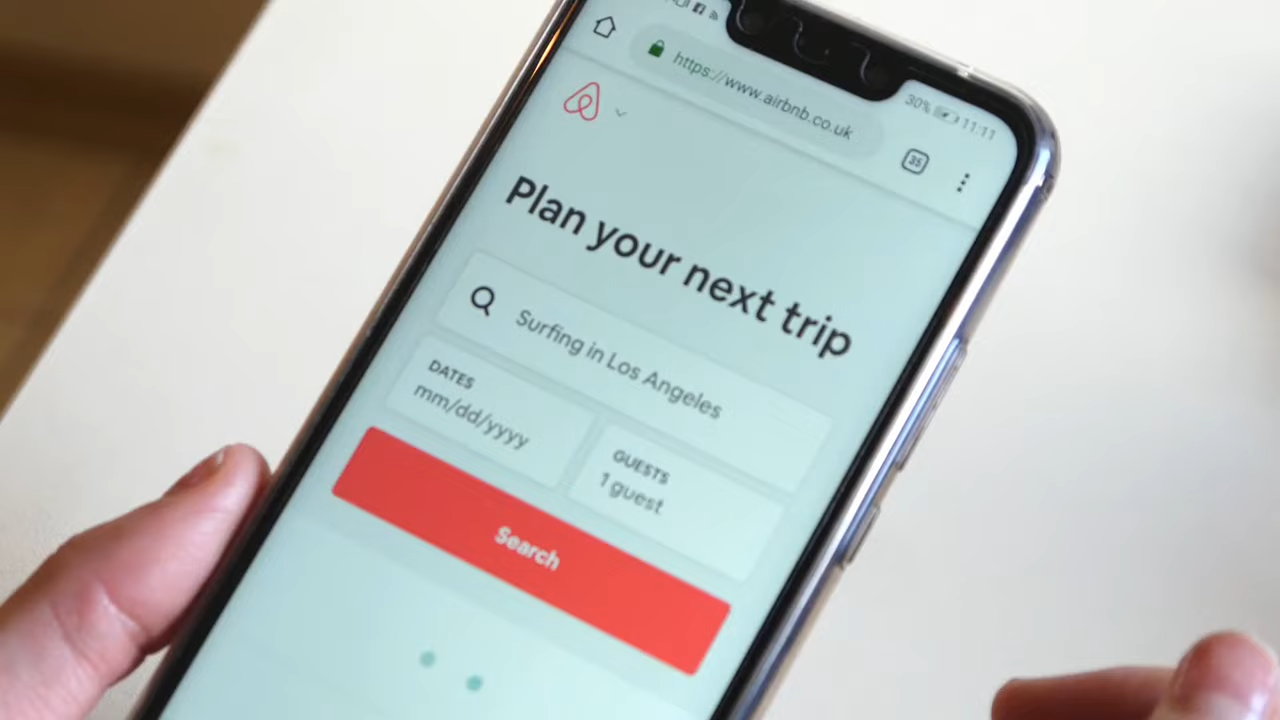 https://www.airbnb.co.uk
30% 11:11
35
Plan your next trip
Surfing in Los Angeles
DATES
mm/dd/yyyy
GUESTS
1 guest
Search